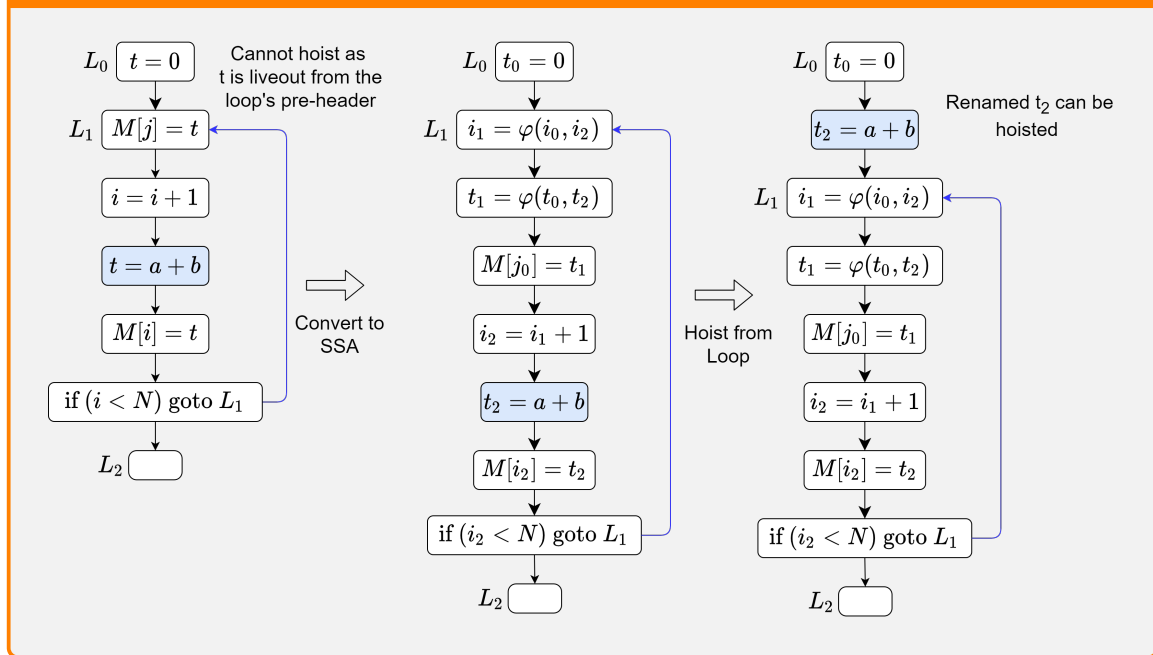 L₀ t = 0
Cannot hoist as
t is liveout from the
loop's pre-header
L₁ M[j] = t
i = i + 1
t = a + b
M[i] = t
if (i < N) goto L₁
L₂
Convert to
SSA
L₀ t₀ = 0
L₁ i₁ = φ(i₀, i₂)
t₁ = φ(t₀, t₂)
M[j₀] = t₁
i₂ = i₁ + 1
t₂ = a + b
M[i₂] = t₂
if (i₂ < N) goto L₁
L₂
Hoist from
Loop
L₀ t₀ = 0
t₂ = a + b
Renamed t₂ can be
hoisted
L₁ i₁ = φ(i₀, i₂)
t₁ = φ(t₀, t₂)
M[j₀] = t₁
i₂ = i₁ + 1
M[i₂] = t₂
if (i₂ < N) goto L₁
L₂